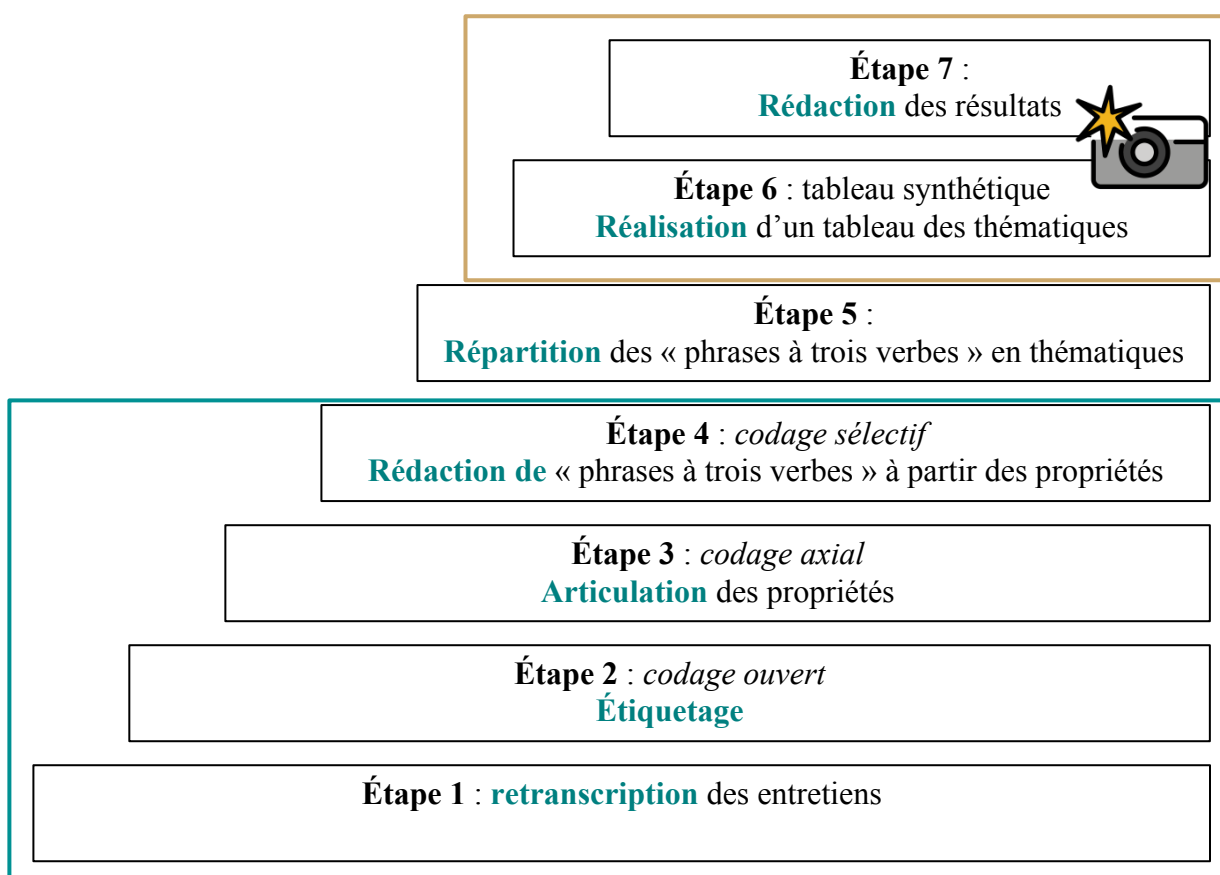 Étape 7 :
Rédaction des résultats
Étape 6 : tableau synthétique
Réalisation d’un tableau des thématiques
Étape 5 :
Répartition des « phrases à trois verbes » en thématiques
Étape 4 : codage sélectif
Rédaction de « phrases à trois verbes » à partir des propriétés
Étape 3 : codage axial
Articulation des propriétés
Étape 2 : codage ouvert
Étiquetage
Étape 1 : retranscription des entretiens